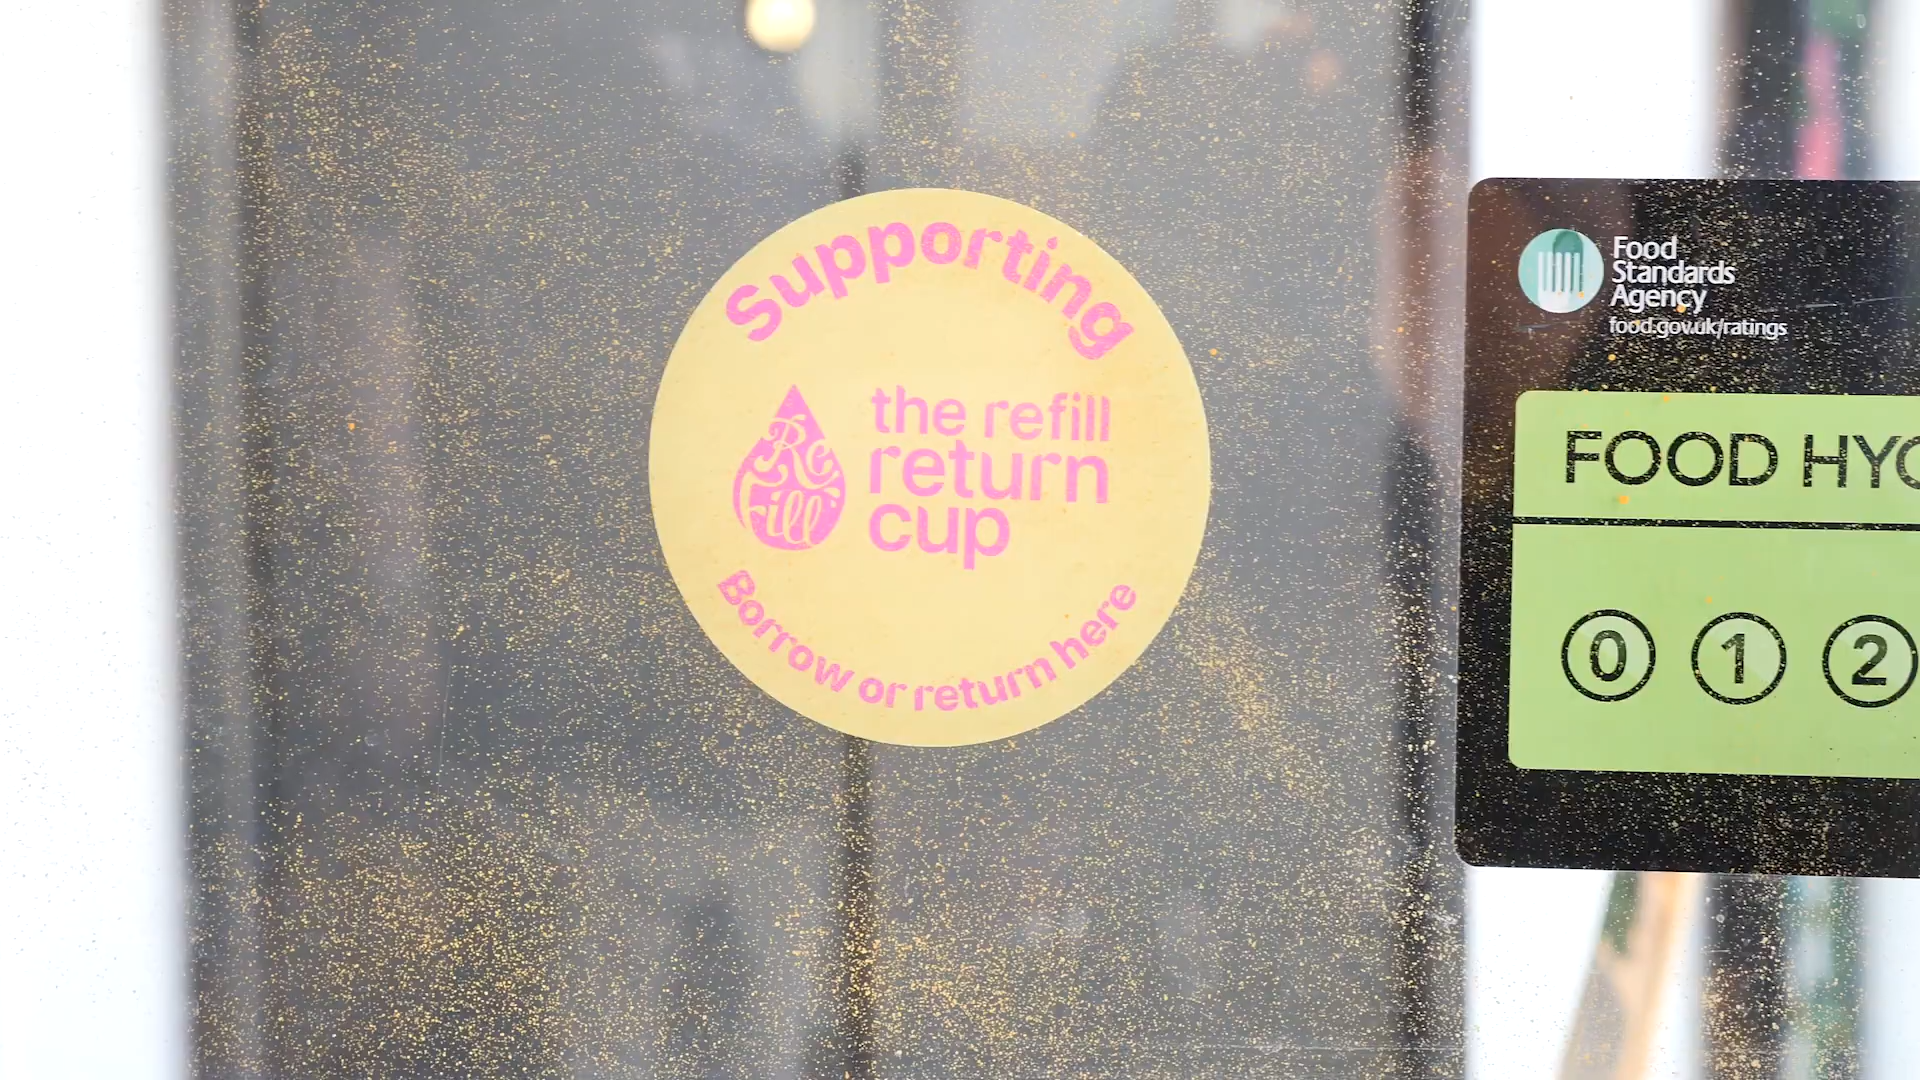 Supporting
ReFill
the refill
return
cup
Borrow or return here
Food
Standards
Agency
food.gov.uk/ratings
FOOD HYG
0 1 2